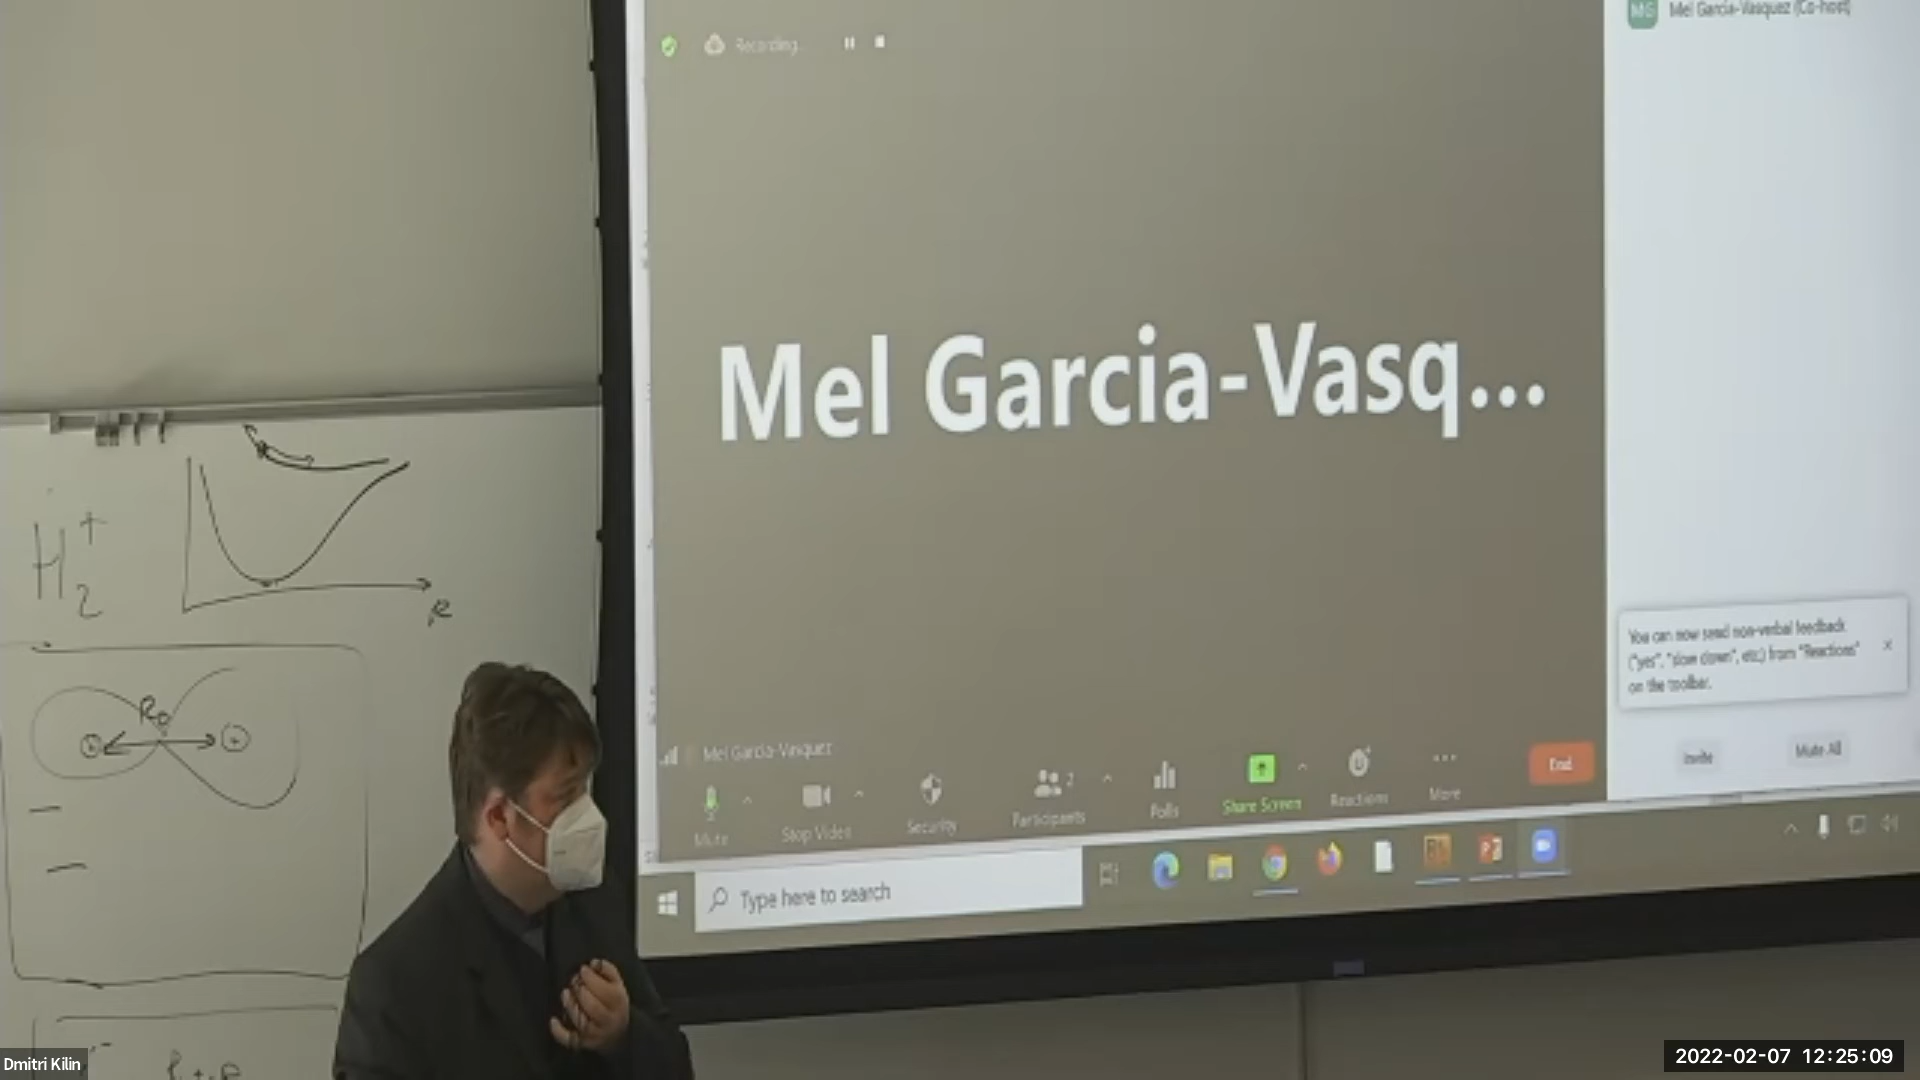 Mel Garcia-Vasquez (Co-host)
Recording...
Mel Garcia-Vasq...
H2+
R
R0
+
You can now send non-verbal feedback
("yes", "slow down", etc.) from "Reactions"
on the toolbar.
Invite
Mute All
Mel Garcia-Vasquez
Mute
Stop Video
Security
2
Participants
Polls
Share Screen
Reactions
More
End
Type here to search
Dmitri Kilin
2022-02-07 12:25:09